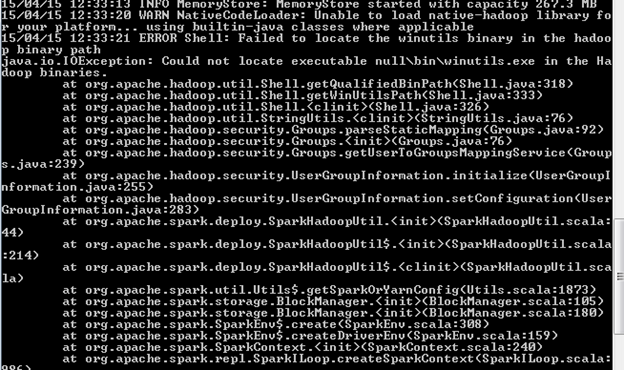 15/04/15 12:33:13 INFO MemoryStore: MemoryStore started with capacity 267.3 MB
15/04/15 12:33:20 WARN NativeCodeLoader: Unable to load native-hadoop library fo
r your platform... using builtin-java classes where applicable
15/04/15 12:33:21 ERROR Shell: Failed to locate the winutils binary in the hadoo
p binary path
java.io.IOException: Could not locate executable null\bin\winutils.exe in the Ha
doop binaries.
at org.apache.hadoop.util.Shell.getQualifiedBinPath(Shell.java:318)
at org.apache.hadoop.util.Shell.getWinUtilsPath(Shell.java:333)
at org.apache.hadoop.util.Shell.<clinit>(Shell.java:326)
at org.apache.hadoop.util.StringUtils.<clinit>(StringUtils.java:76)
at org.apache.hadoop.security.Groups.parseStaticMapping(Groups.java:92)
at org.apache.hadoop.security.Groups.<init>(Groups.java:76)
at org.apache.hadoop.security.Groups.getUserToGroupsMappingService(Group
s.java:239)
at org.apache.hadoop.security.UserGroupInformation.initialize(UserGroupI
nformation.java:255)
at org.apache.hadoop.security.UserGroupInformation.setConfiguration(User
GroupInformation.java:283)
at org.apache.spark.deploy.SparkHadoopUtil.<init>(SparkHadoopUtil.scala:
44)
at org.apache.spark.deploy.SparkHadoopUtil$.<init>(SparkHadoopUtil.scala
:214)
at org.apache.spark.deploy.SparkHadoopUtil$.<clinit>(SparkHadoopUtil.sca
la)
at org.apache.spark.util.Utils$.getSparkOrYarnConfig(Utils.scala:1873)
at org.apache.spark.storage.BlockManager.<init>(BlockManager.scala:105)
at org.apache.spark.storage.BlockManager.<init>(BlockManager.scala:180)
at org.apache.spark.SparkEnv$.create(SparkEnv.scala:308)
at org.apache.spark.SparkEnv$.createDriverEnv(SparkEnv.scala:159)
at org.apache.spark.SparkContext.<init>(SparkContext.scala:240)
at org.apache.spark.repl.SparkILoop.createSparkContext(SparkILoop.scala:
986)